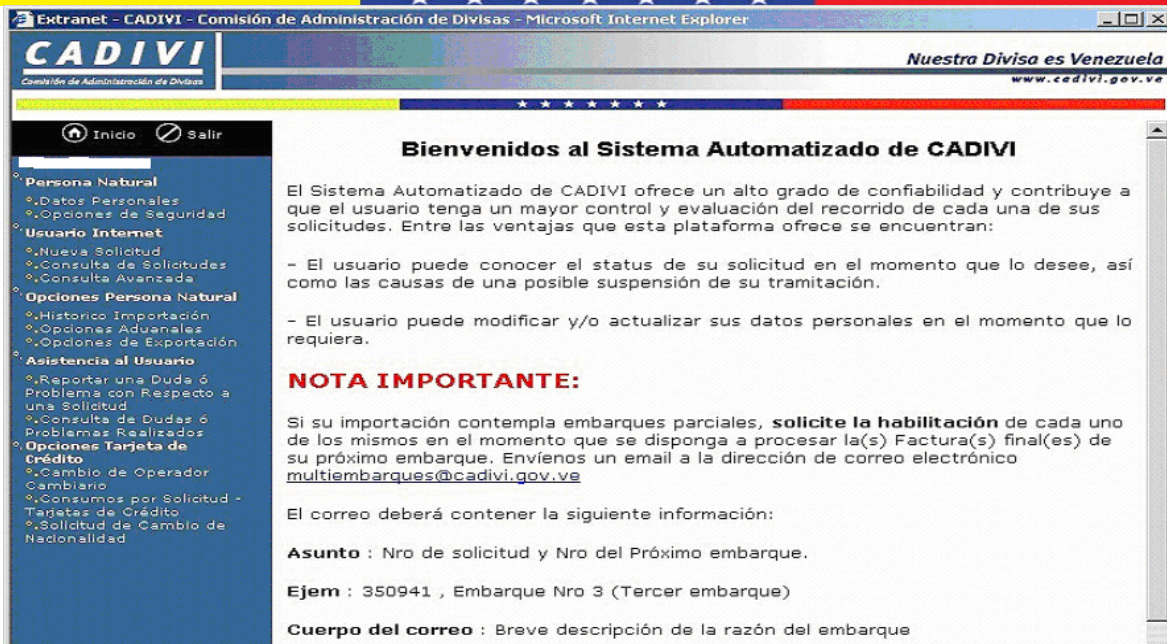 Extranet - CADIVI - Comisión de Administración de Divisas - Microsoft Internet Explorer
CADIVI
Comisión de Administración de Divisas
Nuestra Divisa es Venezuela
www.cadivi.gov.ve
Inicio Salir
Persona Natural
Datos Personales
Opciones de Seguridad
Usuario Internet
Nueva Solicitud
Consulta de Solicitudes
Consulta Avanzada
Opciones Persona Natural
Historico Importación
Opciones Aduanales
Opciones de Exportación
Asistencia al Usuario
Reportar una Duda ó
Problema con Respecto a
una Solicitud
Consulta de Dudas ó
Problemas Realizados
Opciones Tarjeta de
Crédito
Cambio de Operador
Cambiario
Consumos por Solicitud -
Tarjetas de Crédito
Solicitud de Cambio de
Nacionalidad
Bienvenidos al Sistema Automatizado de CADIVI
El Sistema Automatizado de CADIVI ofrece un alto grado de confiabilidad y contribuye a
que el usuario tenga un mayor control y evaluación del recorrido de cada una de sus
solicitudes. Entre las ventajas que esta plataforma ofrece se encuentran:
– El usuario puede conocer el status de su solicitud en el momento que lo desee, así
como las causas de una posible suspensión de su tramitación.
– El usuario puede modificar y/o actualizar sus datos personales en el momento que lo
requiera.
NOTA IMPORTANTE:
Si su importación contempla embarques parciales, solicite la habilitación de cada uno
de los mismos en el momento que se disponga a procesar la(s) Factura(s) final(es) de
su próximo embarque. Envíenos un email a la dirección de correo electrónico
multiembarques@cadivi.gov.ve
El correo deberá contener la siguiente información:
Asunto : Nro de solicitud y Nro del Próximo embarque.
Ejem : 350941 , Embarque Nro 3 (Tercer embarque)
Cuerpo del correo : Breve descripción de la razón del embarque